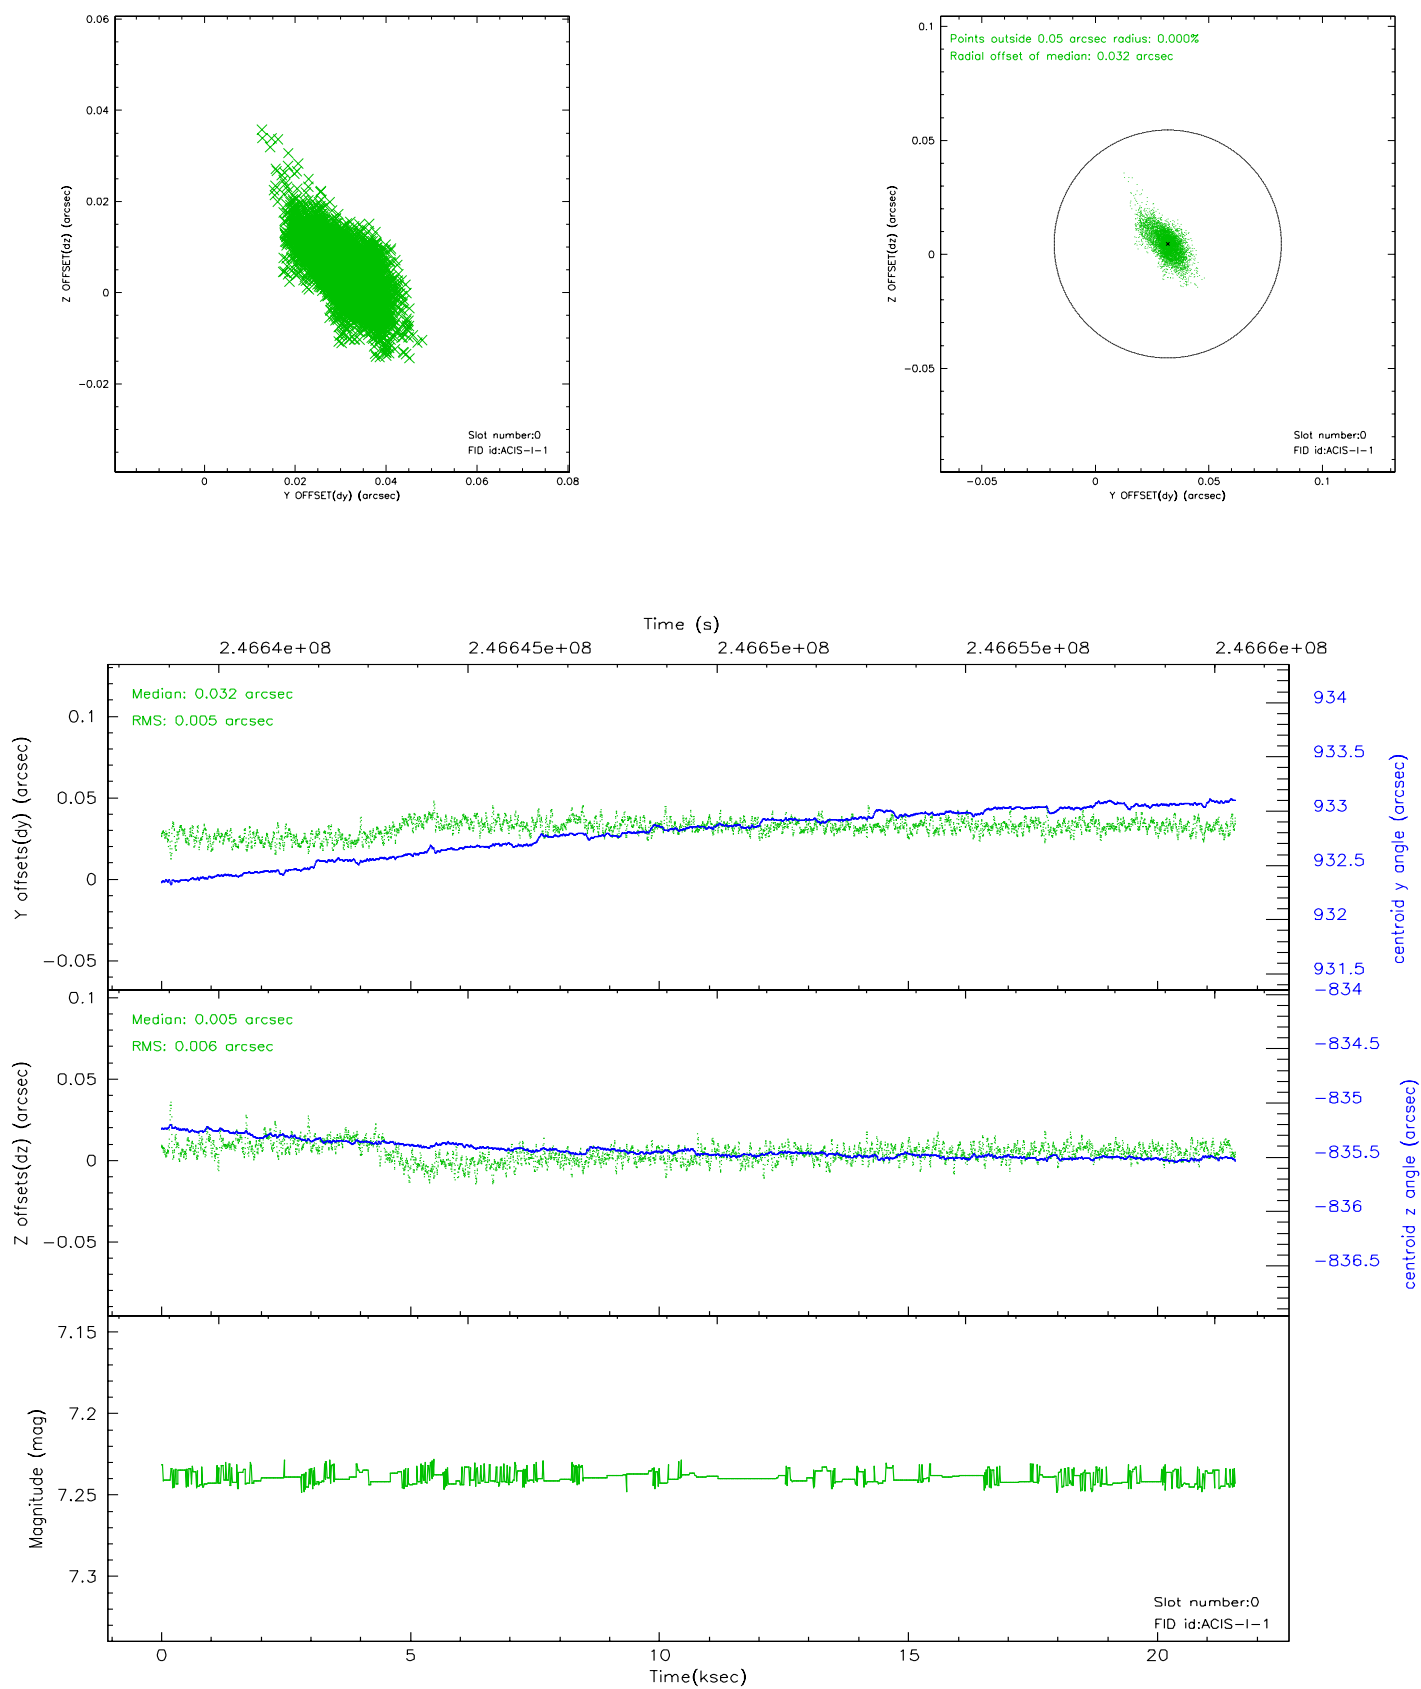 0.06
0.04
0.02
0
−0.02
Z OFFSET(dz) (arcsec)
Slot number:0
FID id:ACIS−I−1
0 0.02 0.04 0.06 0.08
Y OFFSET(dy) (arcsec)
Points outside 0.05 arcsec radius: 0.000%
Radial offset of median: 0.032 arcsec
0.1
0.05
0
−0.05
Z OFFSET(dz) (arcsec)
Slot number:0
FID id:ACIS−I−1
−0.05 0 0.05 0.1
Y OFFSET(dy) (arcsec)
Time (s)
2.4664e+08 2.46645e+08 2.4665e+08 2.46655e+08 2.4666e+08
Median: 0.032 arcsec
RMS: 0.005 arcsec
0.1
0.05
0
−0.05
Y offsets(dy) (arcsec)
934
933.5
933
932.5
932
931.5
centroid y angle (arcsec)
Median: 0.005 arcsec
RMS: 0.006 arcsec
0.1
0.05
0
−0.05
Z offsets(dz) (arcsec)
−834
−834.5
−835
−835.5
−836
−836.5
centroid z angle (arcsec)
7.15
7.2
7.25
7.3
Magnitude (mag)
Slot number:0
FID id:ACIS−I−1
0 5 10 15 20
Time(ksec)